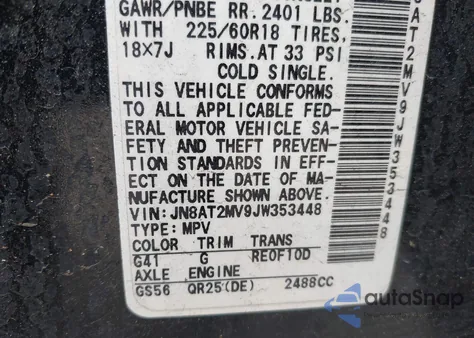 GAWR/PNBE RR. 2401 LBS.
WITH 225/60R18 TIRES,
18×7J RIMS.AT 33 PSI
COLD SINGLE.
THIS VEHICLE CONFORMS
TO ALL APPLICABLE FED-
ERAL MOTOR VEHICLE SA-
FETY AND THEFT PREVEN-
TION STANDARDS IN EFF-
ECT ON THE DATE OF MA-
NUFACTURE SHOWN ABOVE.
VIN: JN8AT2MV9JW353448
TYPE: MPV
COLOR TRIM TRANS
G41 G RE0F10D
AXLE ENGINE
GS56 QR25(DE) 2488CC
AT2MV9JW353448
autoSnap